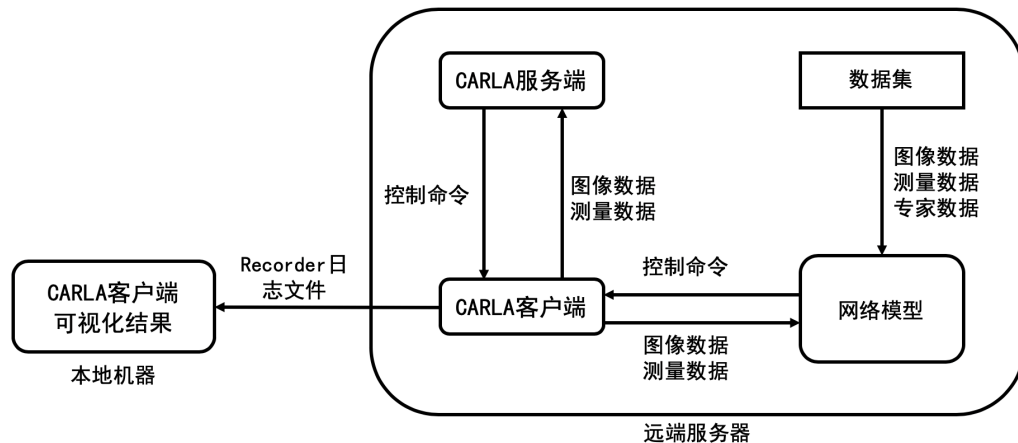 CARLA服务端
数据集
控制命令
图像数据
测量数据
图像数据
测量数据
专家数据
Recorder日
志文件
控制命令
CARLA客户端
可视化结果
CARLA客户端
网络模型
图像数据
测量数据
本地机器
远端服务器